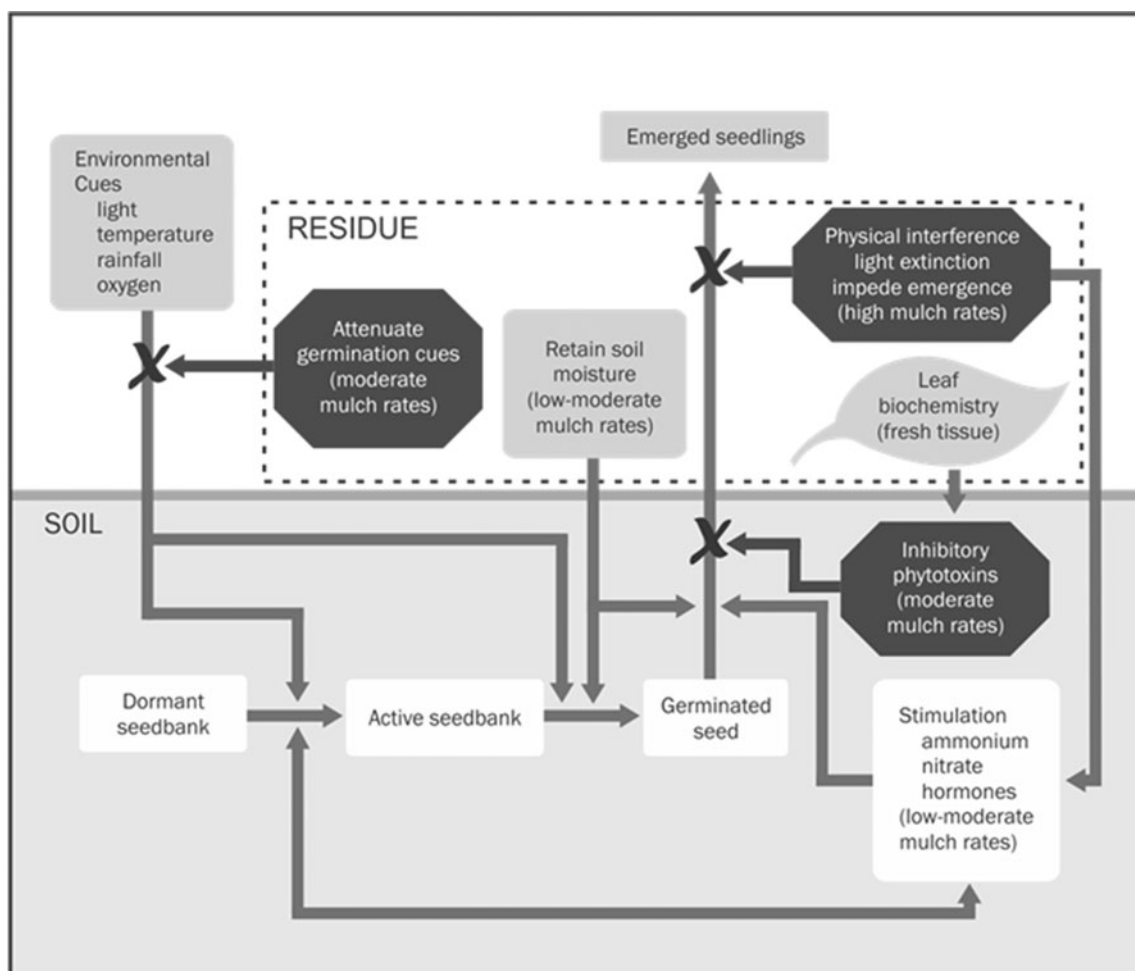 Environmental
Cues
light
temperature
rainfall
oxygen
Emerged seedlings
RESIDUE
Physical interference
light extinction
impede emergence
(high mulch rates)
Attenuate
germination cues
(moderate
mulch rates)
Retain soil
moisture
(low-moderate
mulch rates)
Leaf
biochemistry
(fresh tissue)
SOIL
Inhibitory
phytotoxins
(moderate
mulch rates)
Dormant
seedbank
Active seedbank
Germinated
seed
Stimulation
ammonium
nitrate
hormones
(low-moderate
mulch rates)